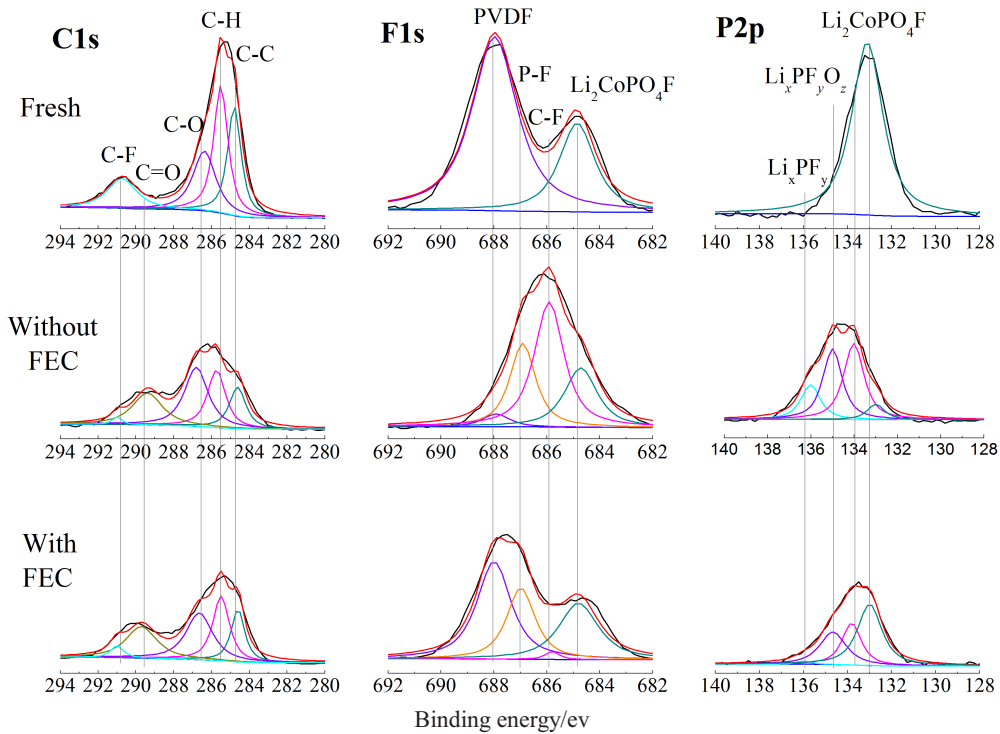 C1s
C-H
C-C
C-O
C-F
C=O
Fresh
294 292 290 288 286 284 282 280
F1s
PVDF
P-F
C-F
Li2CoPO4F
692 690 688 686 684 682
P2p
Li2CoPO4F
LixPFyOz
LixPFy
140 138 136 134 132 130 128
Without
FEC
294 292 290 288 286 284 282 280
692 690 688 686 684 682
140 138 136 134 132 130 128
With
FEC
294 292 290 288 286 284 282 280
692 690 688 686 684 682
140 138 136 134 132 130 128
Binding energy/ev